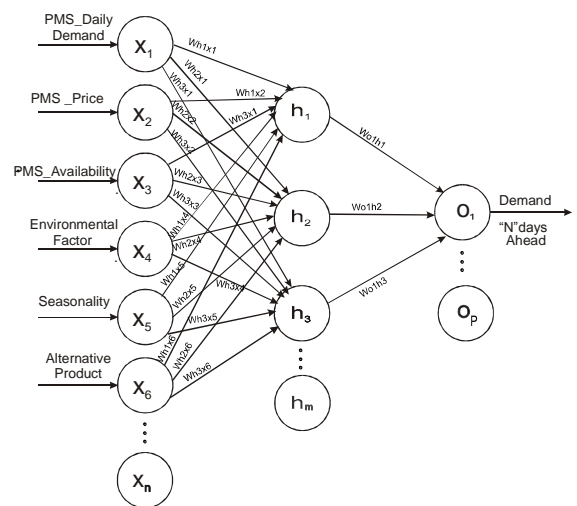 PMS_Daily
Demand
X1
Wh1x1
Wh2x1
Wh3x1
PMS_Price
X2
Wh1x2
Wh2x2
Wh3x2
h1
PMS_Availability
X3
Wh3x1
Wh2x3
Wh3x3
Wo1h1
Environmental
Factor
X4
Wh1x4
Wh2x4
Wh3x4
h2
Wo1h2
O1
Demand
"N"days
Ahead
Seasonality
X5
Wh1x5
Wh2x5
Wh3x5
h3
Wo1h3
Op
Alternative
Product
X6
Wh1x6
Wh2x6
Wh3x6
hm
Xn